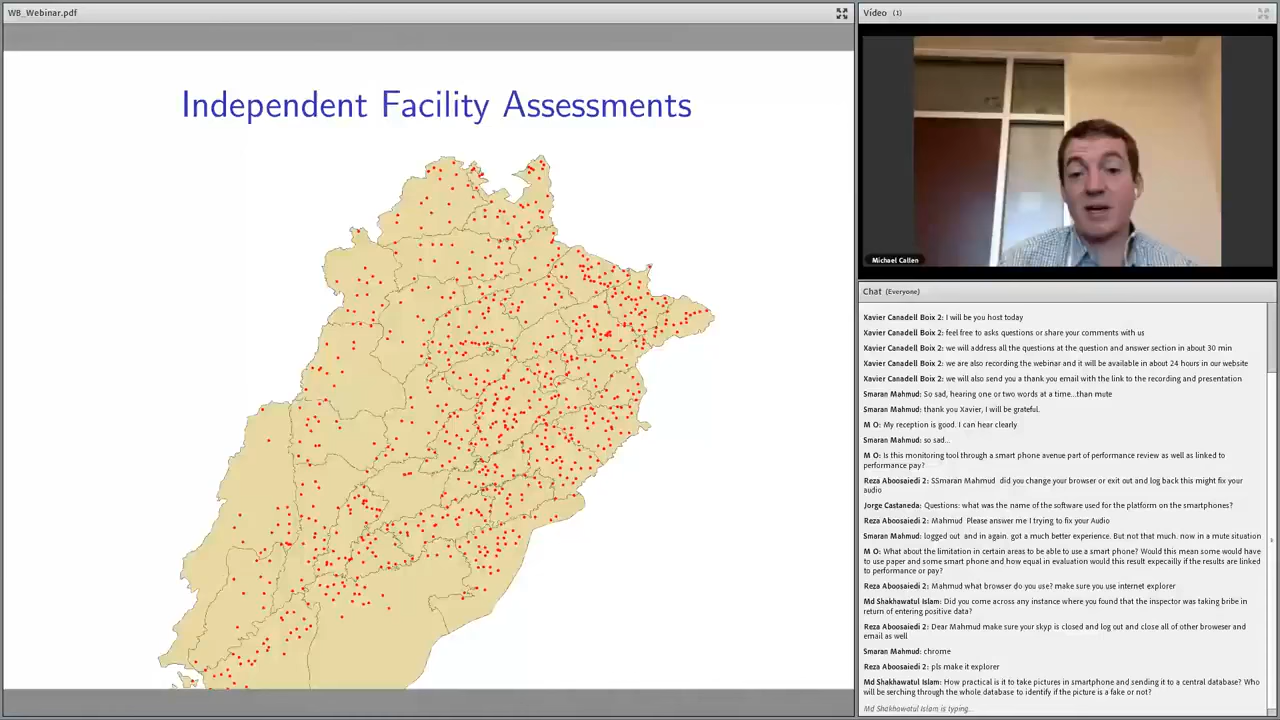 WB_Webinar.pdf
Independent Facility Assessments
Vídeo (1)
Michael Callen
Chat (Everyone)
Xavier Canadell Boix 2: I will be you host today
Xavier Canadell Boix 2: feel free to asks questions or share your comments with us
Xavier Canadell Boix 2: we will address all the questions at the question and answer section in about 30 min
Xavier Canadell Boix 2: we are also recording the webinar and it will be available in about 24 hours in our website
Xavier Canadell Boix 2: we will also send you a thank you email with the link to the recording and presentation
Smaran Mahmud: So sad, hearing one or two words at a time...than mute
Smaran Mahmud: thank you Xavier, I will be grateful.
M O: My reception is good. I can hear clearly
Smaran Mahmud: so sad...
M O: Is this monitoring tool through a smart phone avenue part of performance review as well as linked to
performance pay?
Reza Aboosaiedi 2: SSmaran Mahmud did you change your browser or exit out and log back this might fix your
audio
Jorge Castaneda: Questions: what was the name of the software used for the platform on the smartphones?
Reza Aboosaiedi 2: Mahmud Please answer me I trying to fix your Audio
Smaran Mahmud: logged out and in again. got a much better experience. But not that much. now in a mute situation
M O: What about the limitation in certain areas to be able to use a smart phone? Would this mean some would have
to use paper and some smart phone and how equal in evaluation would this result expecailly if the results are linked
to performance or pay?
Reza Aboosaiedi 2: Mahmud what browser do you use? make sure you use internet explorer
Md Shakhawatul Islam: Did you come across any instance where you found that the inspector was taking bribe in
return of entering positive data?
Reza Aboosaiedi 2: Dear Mahmud make sure your skyp is closed and log out and close all of other broweser and
email as well
Smaran Mahmud: chrome
Reza Aboosaiedi 2: pls make it explorer
Md Shakhawatul Islam: How practical is it to take pictures in smartphone and sending it to a central database? Who
will be serching through the whole database to identify if the picture is a fake or not?
Md Shakhawatul Islam is typing...